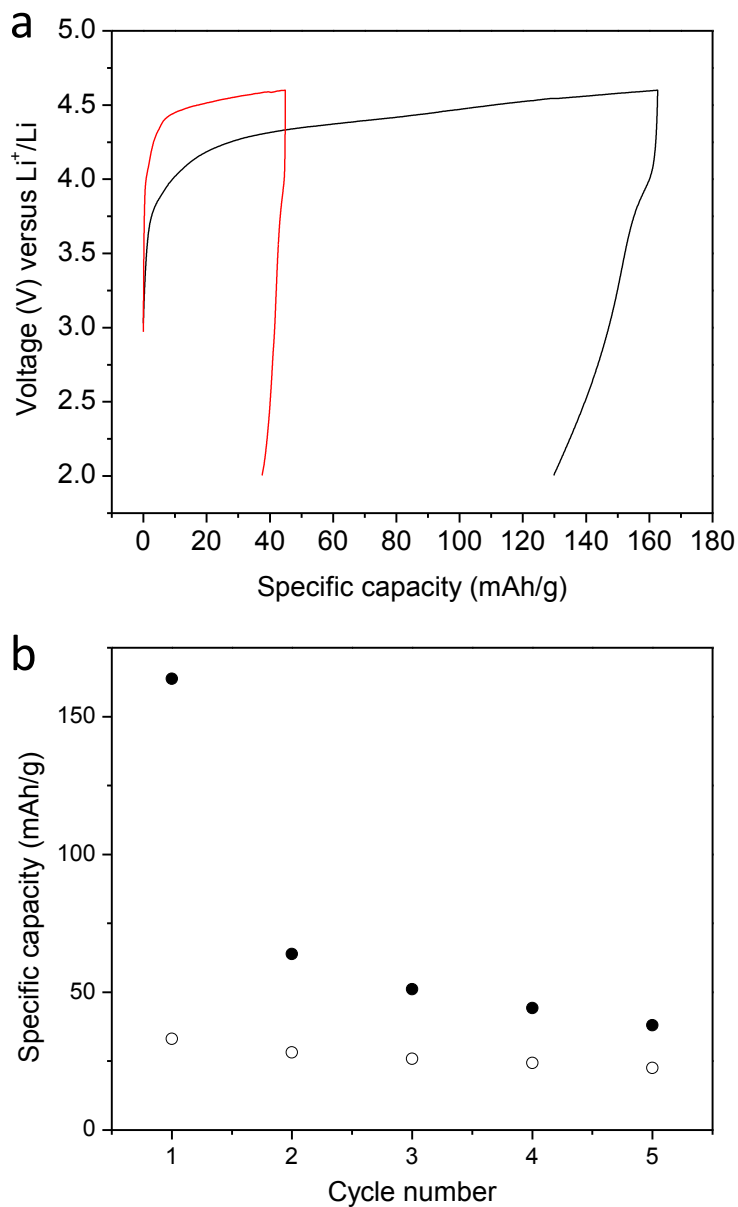 a
5.0
4.5
4.0
3.5
3.0
2.5
2.0
Voltage (V) versus Li⁺/Li
0 20 40 60 80 100 120 140 160 180
Specific capacity (mAh/g)
b
150
100
50
0
Specific capacity (mAh/g)
1 2 3 4 5
Cycle number